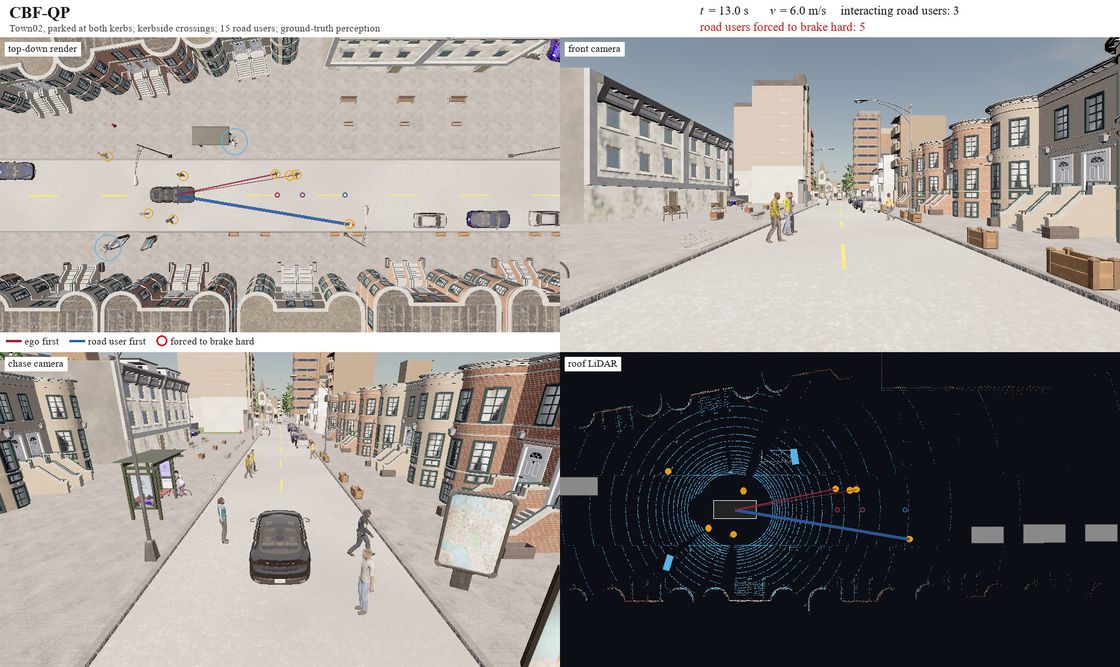 CBF-QP
Town02, parked at both kerbs; kerbside crossings; 15 road users; ground-truth perception
t = 13.0 s v = 6.0 m/s interacting road users: 3
road users forced to brake hard: 5
top-down render
front camera
ego first road user first forced to brake hard
chase camera
roof LiDAR